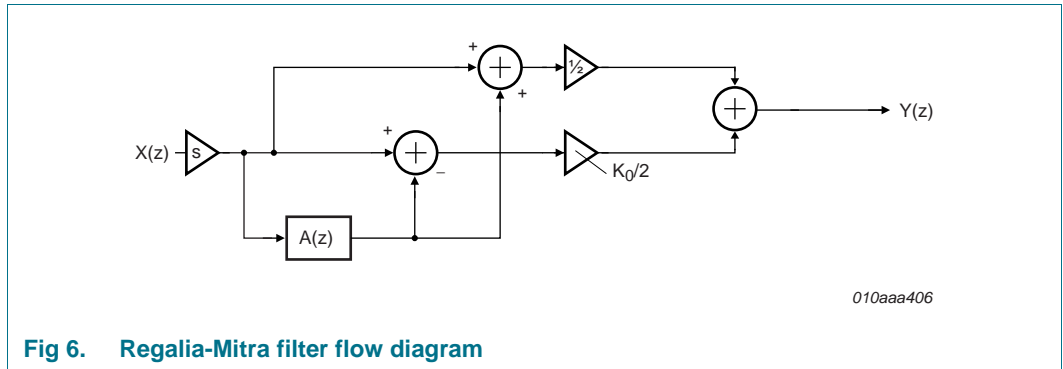 +
+
½
+
+
+
Y(z)
X(z)
s
+
+
−
K₀/2
A(z)
010aaa406
Fig 6. Regalia-Mitra filter flow diagram